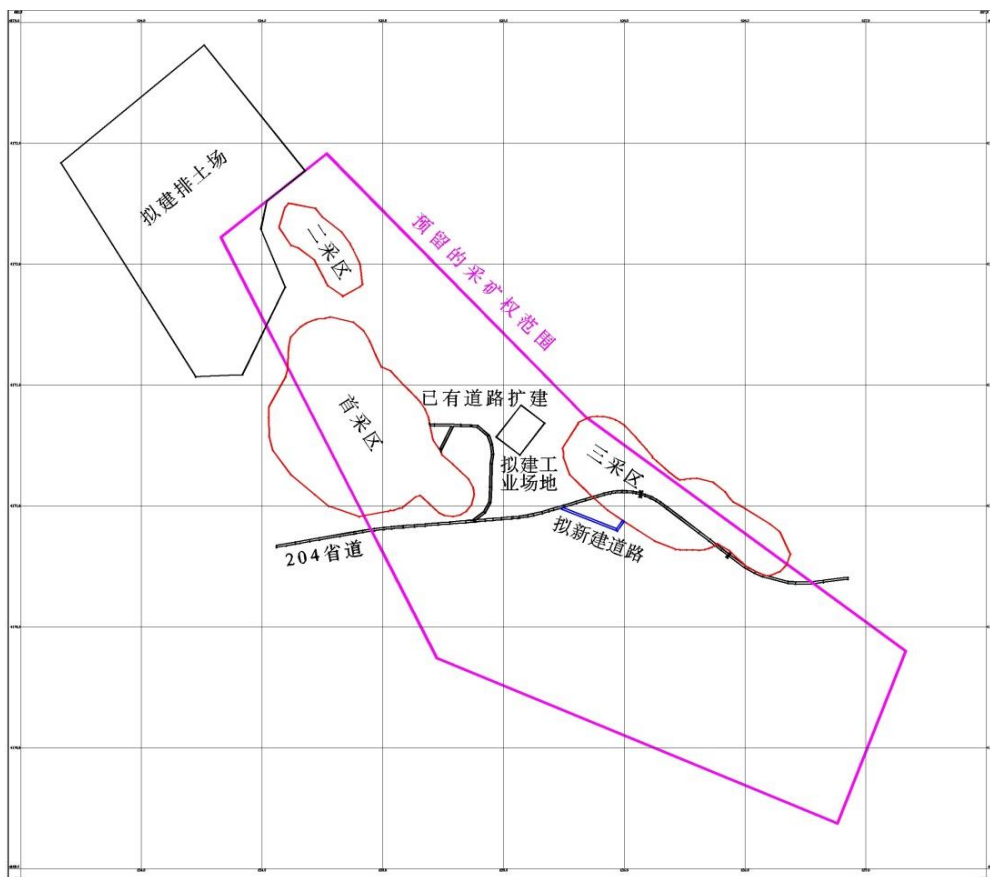 拟建排土场
二采区
预留的采矿权范围
已有道路扩建
首采区
拟建工
业场地
三采区
拟新建道路
204省道